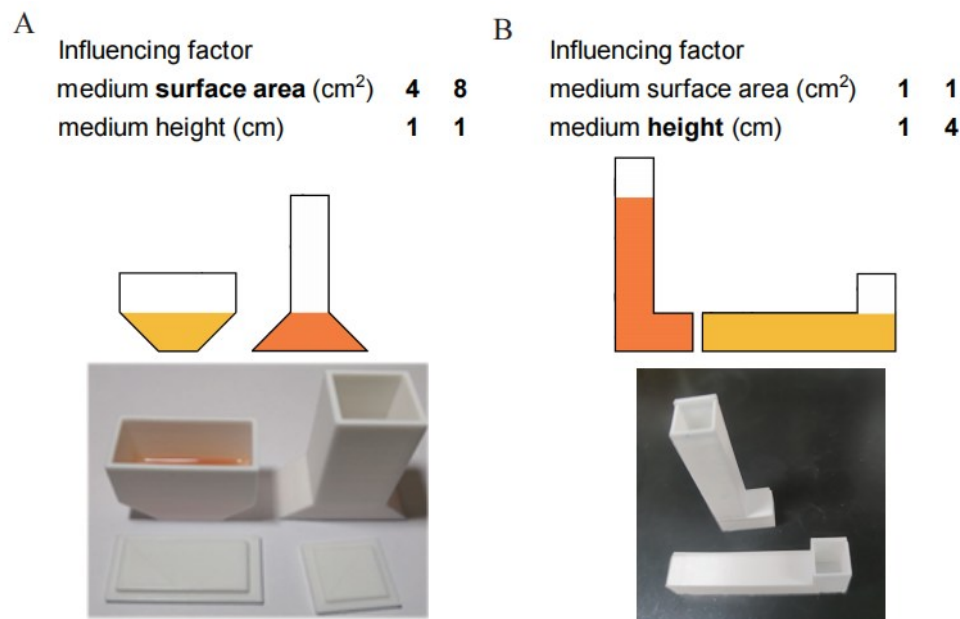 A
Influencing factor
medium surface area (cm²) 4 8
medium height (cm) 1 1
B
Influencing factor
medium surface area (cm²) 1 1
medium height (cm) 1 4